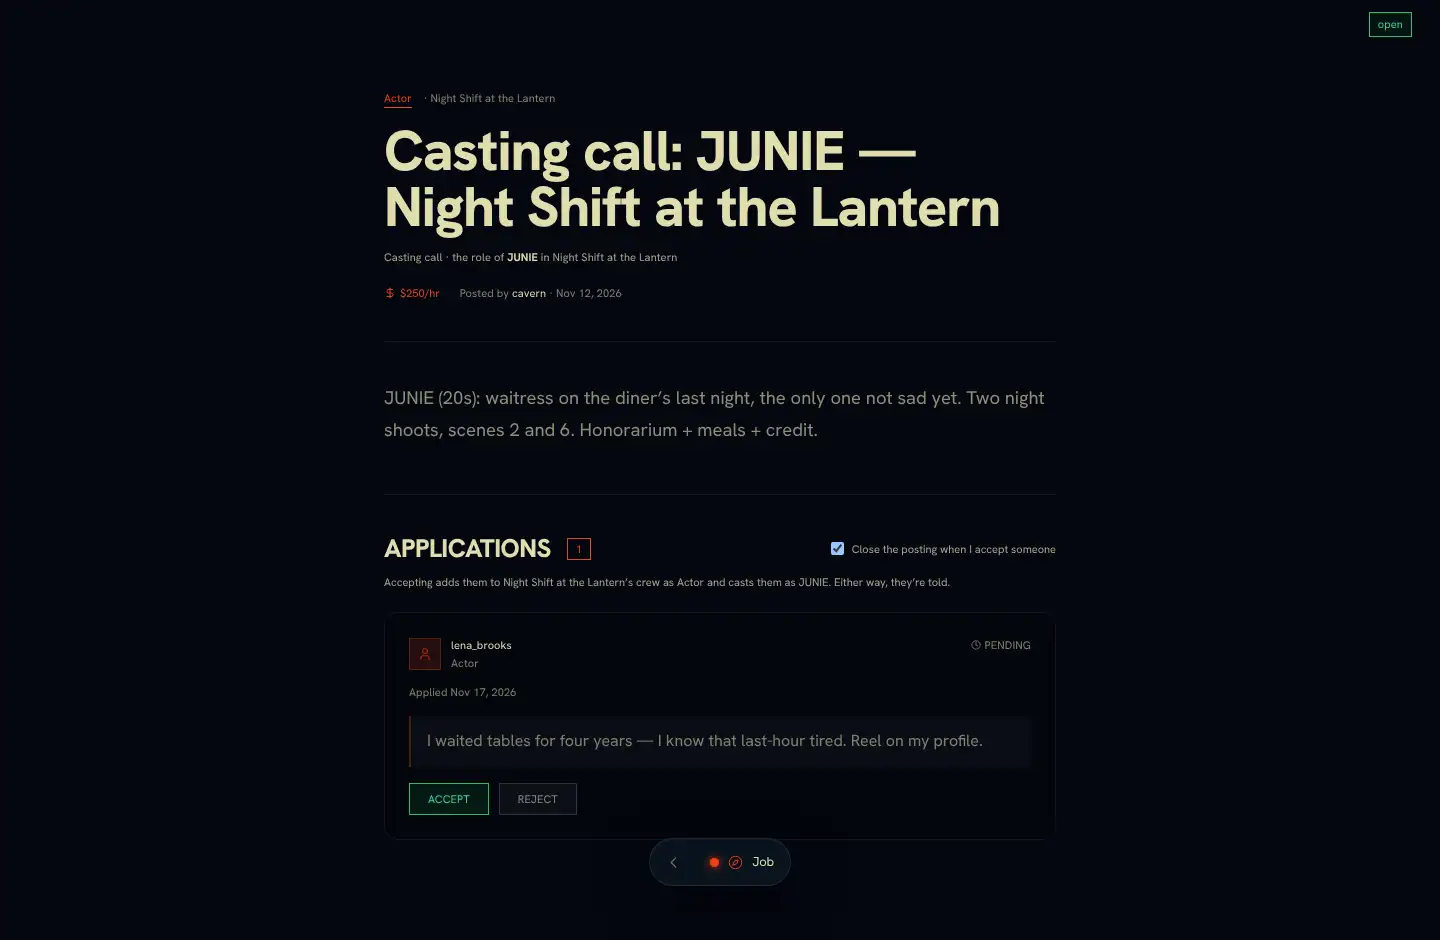 open
Actor · Night Shift at the Lantern
Casting call: JUNIE —
Night Shift at the Lantern
Casting call · the role of JUNIE in Night Shift at the Lantern
$250/hr Posted by cavern · Nov 12, 2026
JUNIE (20s): waitress on the diner’s last night, the only one not sad yet. Two night
shoots, scenes 2 and 6. Honorarium + meals + credit.
APPLICATIONS 1 Close the posting when I accept someone
Accepting adds them to Night Shift at the Lantern’s crew as Actor and casts them as JUNIE. Either way, they’re told.
lena_brooks PENDING
Actor
Applied Nov 17, 2026
I waited tables for four years — I know that last-hour tired. Reel on my profile.
ACCEPT REJECT
Job